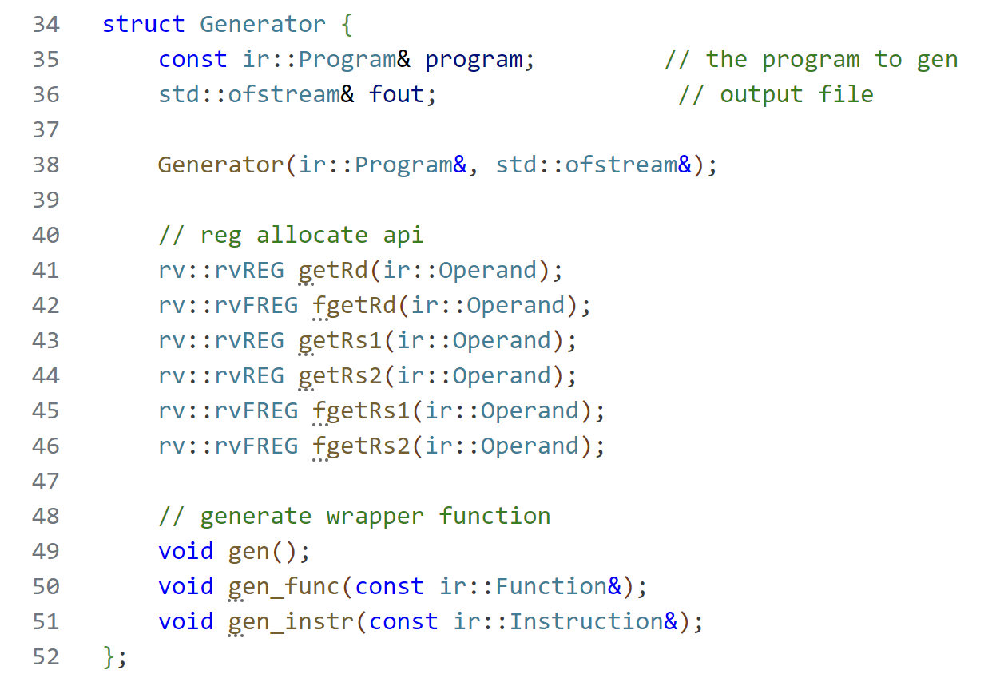 34 struct Generator {
35     const ir::Program& program;         // the program to gen
36     std::ofstream& fout;                 // output file
37
38     Generator(ir::Program&, std::ofstream&);
39
40     // reg allocate api
41     rv::rvREG getRd(ir::Operand);
42     rv::rvFREG fgetRd(ir::Operand);
43     rv::rvREG getRs1(ir::Operand);
44     rv::rvREG getRs2(ir::Operand);
45     rv::rvFREG fgetRs1(ir::Operand);
46     rv::rvFREG fgetRs2(ir::Operand);
47
48     // generate wrapper function
49     void gen();
50     void gen_func(const ir::Function&);
51     void gen_instr(const ir::Instruction&);
52 };